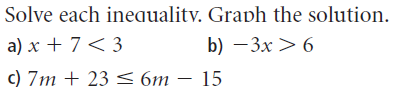 Solve each inequality. Graph the solution.
a) x + 7 < 3 b) −3x > 6
c) 7m + 23 ≤ 6m − 15